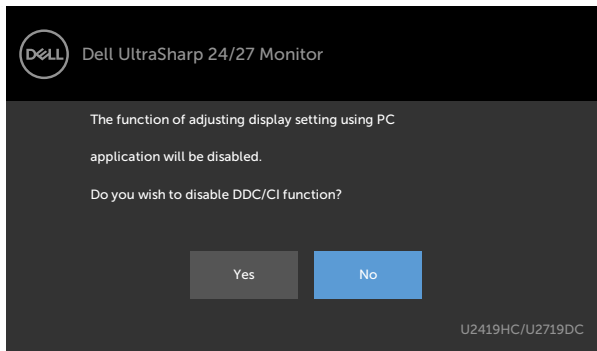 DELL
Dell UltraSharp 24/27 Monitor
The function of adjusting display setting using PC
application will be disabled.
Do you wish to disable DDC/CI function?
Yes
No
U2419HC/U2719DC